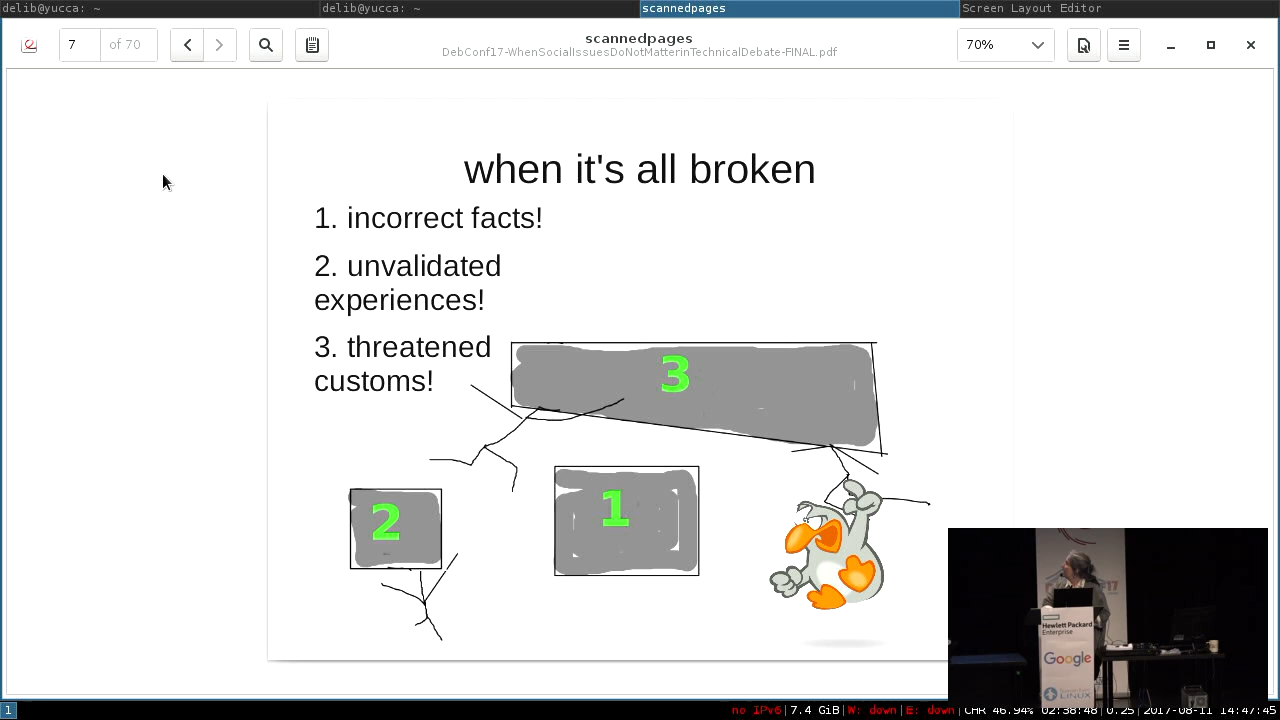 delib@yucca: ~
delib@yucca: ~
scannedpages
Screen Layout Editor
7
of 70
scannedpages
DebConf17-WhenSocialIssuesDoNotMatterinTechnicalDebate-FINAL.pdf
70%
when it's all broken
1. incorrect facts!
2. unvalidated
experiences!
3. threatened
customs!
3
2
1
17
Hewlett Packard
Enterprise
Google
LINUX
1
no IPv6|7.4 GiB|W: down|E: down|CHR 46.94% 02:38:48|0.25|2017-08-11 14:47:45